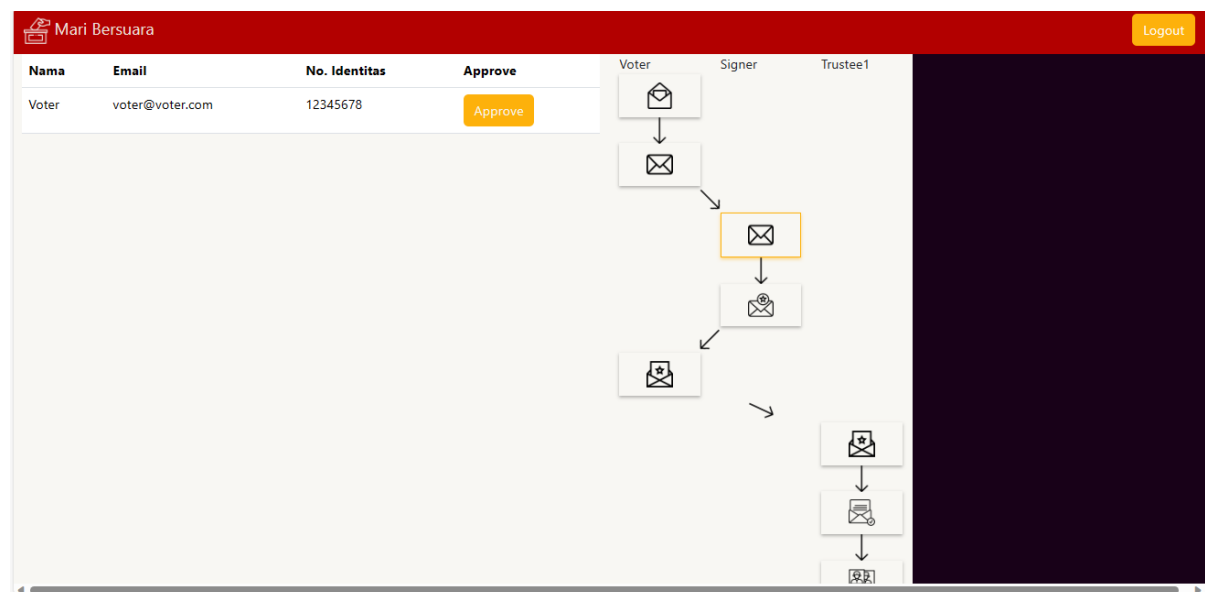 Mari Bersuara
Logout
Nama Email No. Identitas Approve
Voter voter@voter.com 12345678 Approve
Voter Signer Trustee1